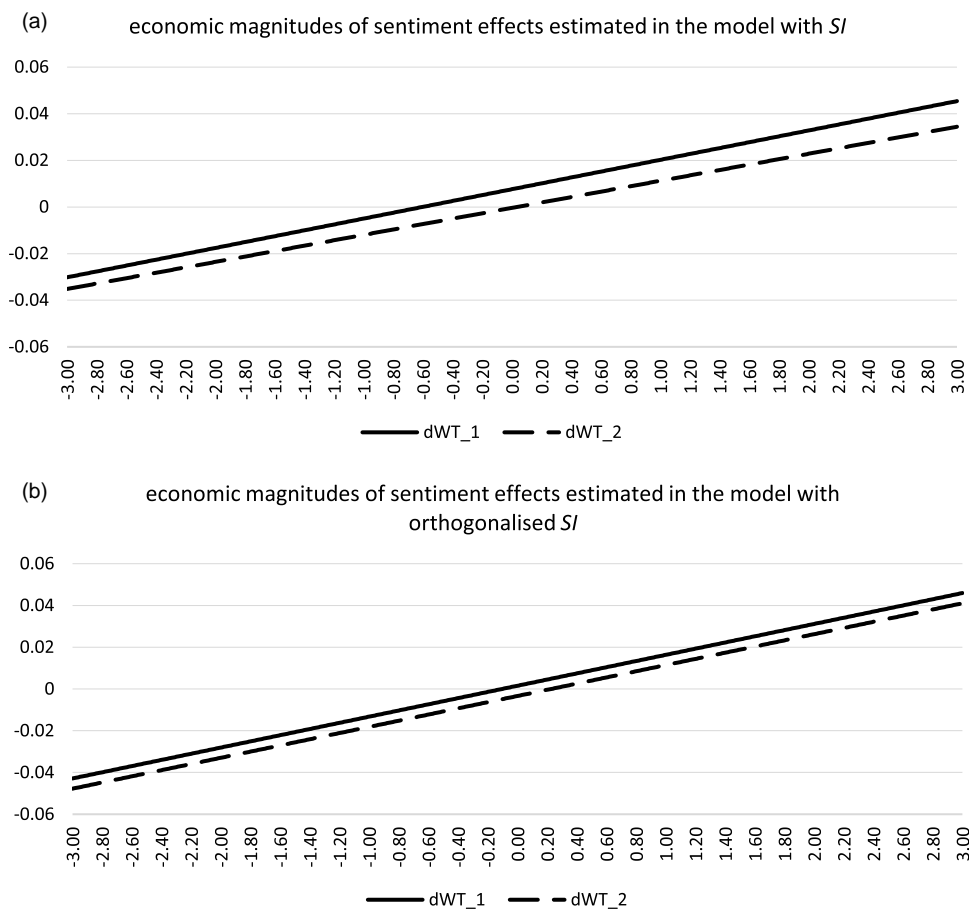 (a)
economic magnitudes of sentiment effects estimated in the model with SI
0.06
0.04
0.02
0
-0.02
-0.04
-0.06
-3.00 -2.80 -2.60 -2.40 -2.20 -2.00 -1.80 -1.60 -1.40 -1.20 -1.00 -0.80 -0.60 -0.40 -0.20 0.00 0.20 0.40 0.60 0.80 1.00 1.20 1.40 1.60 1.80 2.00 2.20 2.40 2.60 2.80 3.00
dWT_1 dWT_2
(b)
economic magnitudes of sentiment effects estimated in the model with
orthogonalised SI
0.06
0.04
0.02
0
-0.02
-0.04
-0.06
-3.00 -2.80 -2.60 -2.40 -2.20 -2.00 -1.80 -1.60 -1.40 -1.20 -1.00 -0.80 -0.60 -0.40 -0.20 0.00 0.20 0.40 0.60 0.80 1.00 1.20 1.40 1.60 1.80 2.00 2.20 2.40 2.60 2.80 3.00
dWT_1 dWT_2